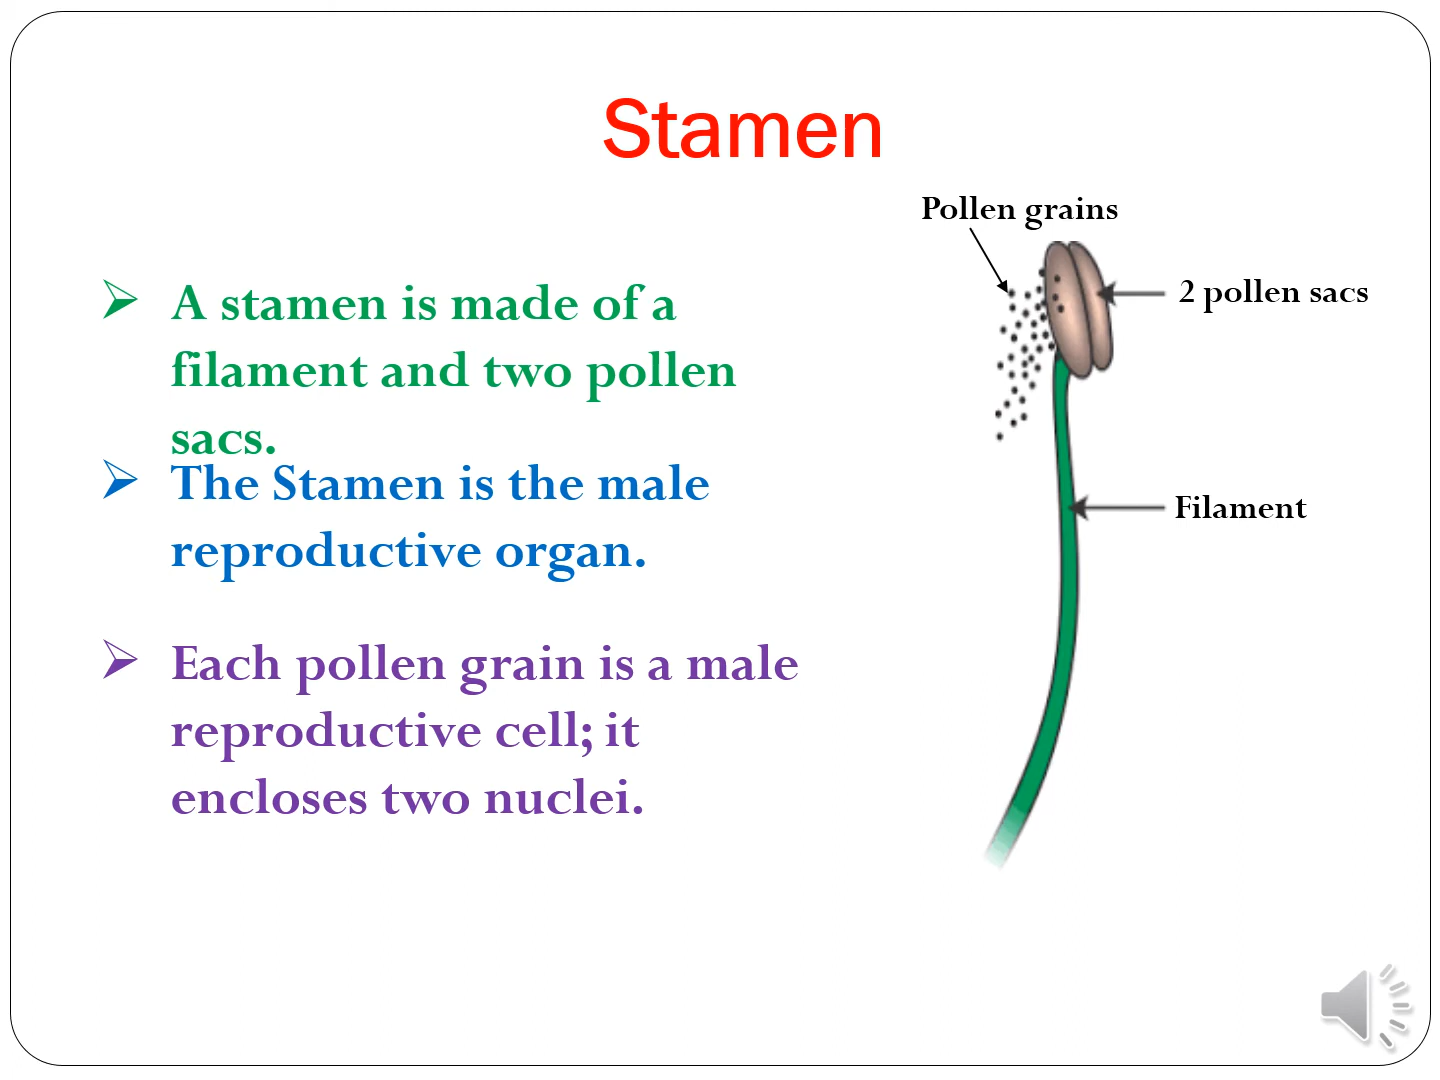 Stamen
Pollen grains
2 pollen sacs
Filament
A stamen is made of a
filament and two pollen
sacs.
The Stamen is the male
reproductive organ.
Each pollen grain is a male
reproductive cell; it
encloses two nuclei.